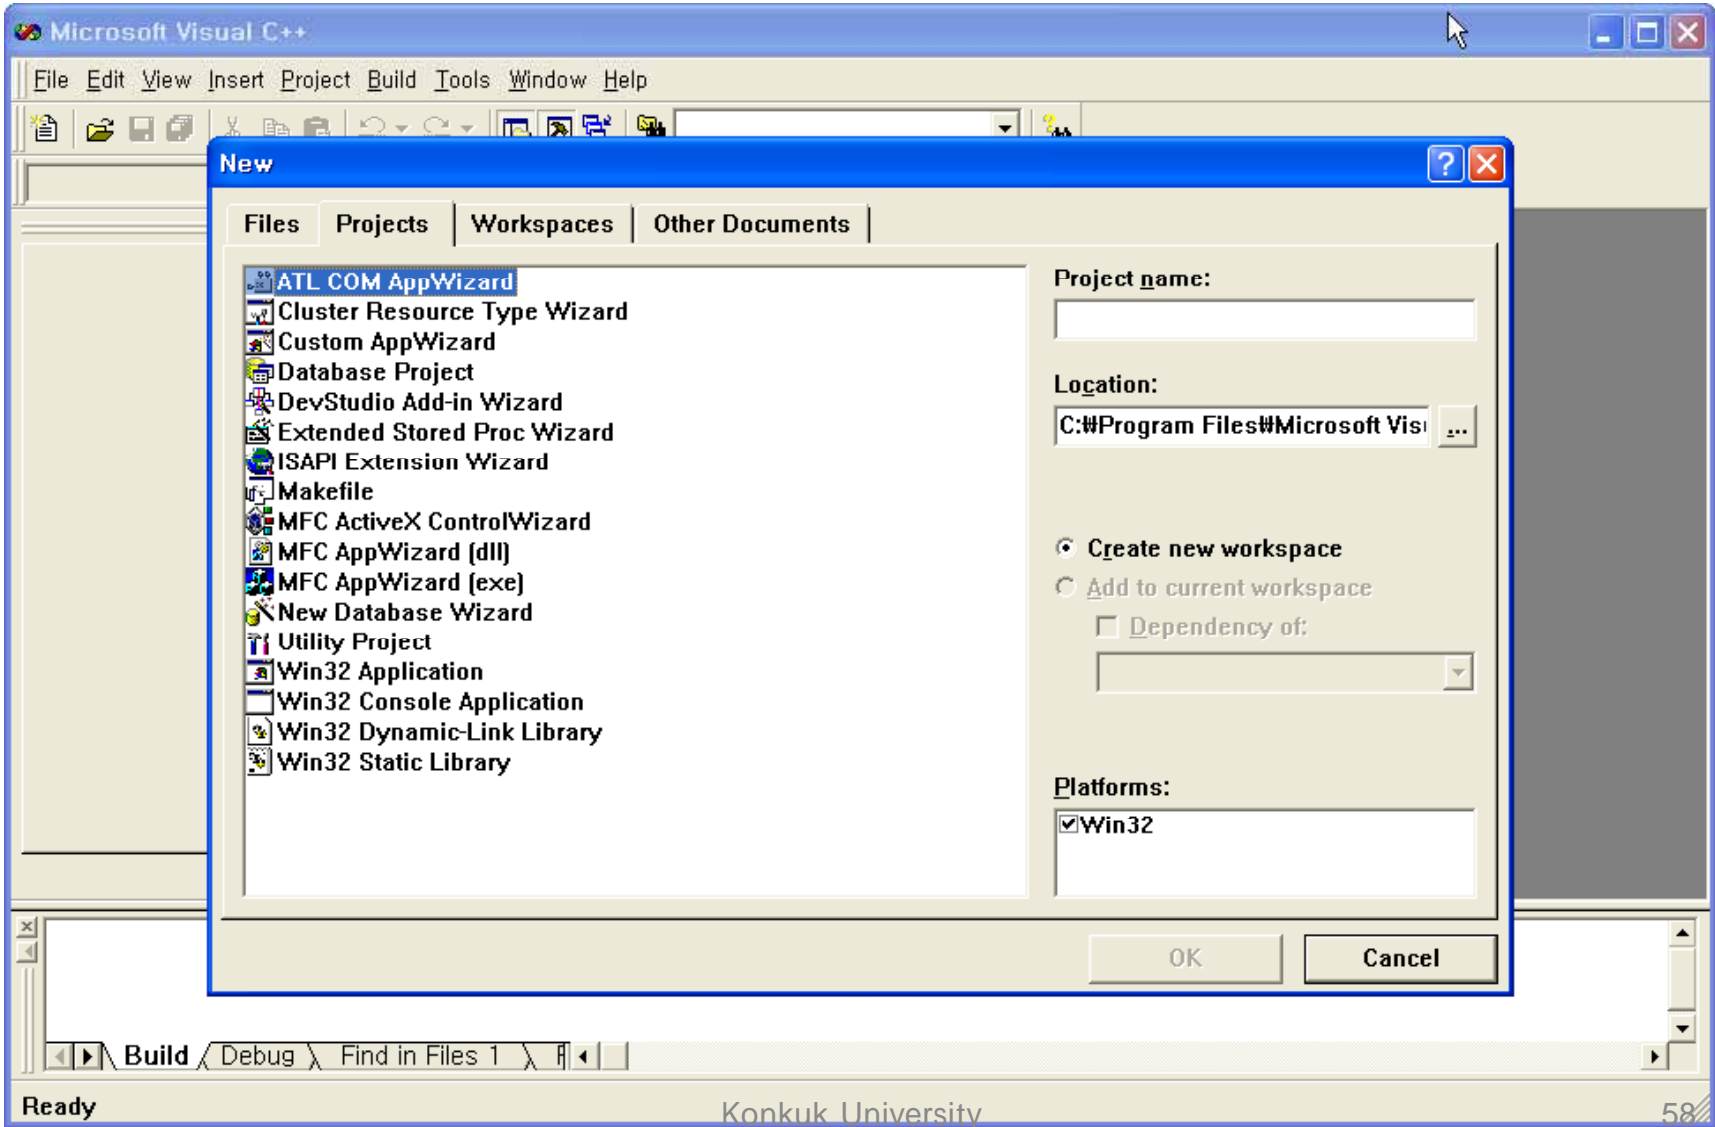 Microsoft Visual C++
File Edit View Insert Project Build Tools Window Help
New
Files Projects Workspaces Other Documents
ATL COM AppWizard
Cluster Resource Type Wizard
Custom AppWizard
Database Project
DevStudio Add-in Wizard
Extended Stored Proc Wizard
ISAPI Extension Wizard
Makefile
MFC ActiveX ControlWizard
MFC AppWizard (dll)
MFC AppWizard (exe)
New Database Wizard
Utility Project
Win32 Application
Win32 Console Application
Win32 Dynamic-Link Library
Win32 Static Library
Project name:
Location:
C:₩Program Files₩Microsoft
...
Create new workspace
Add to current workspace
Dependency of:
Platforms:
Win32
OK Cancel
Build Debug Find in Files 1
Ready
Konkuk University
58